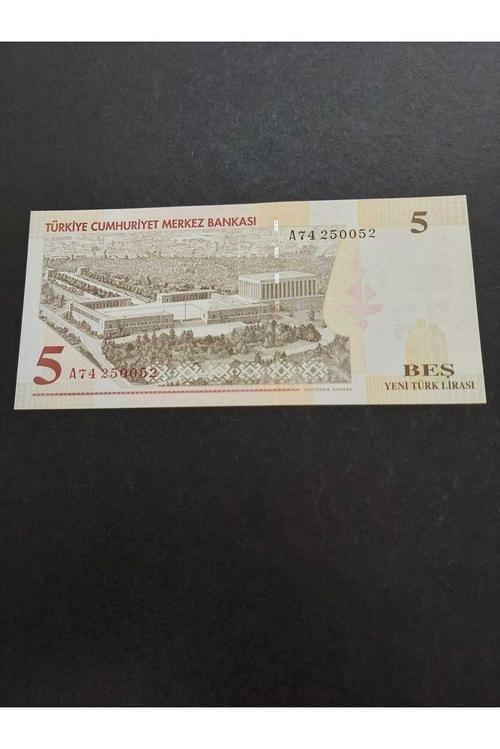 TÜRKİYE CUMHURİYET MERKEZ BANKASI
5
A74 250052
5
A74 250052
BEŞ
YENİ TÜRK LİRASI